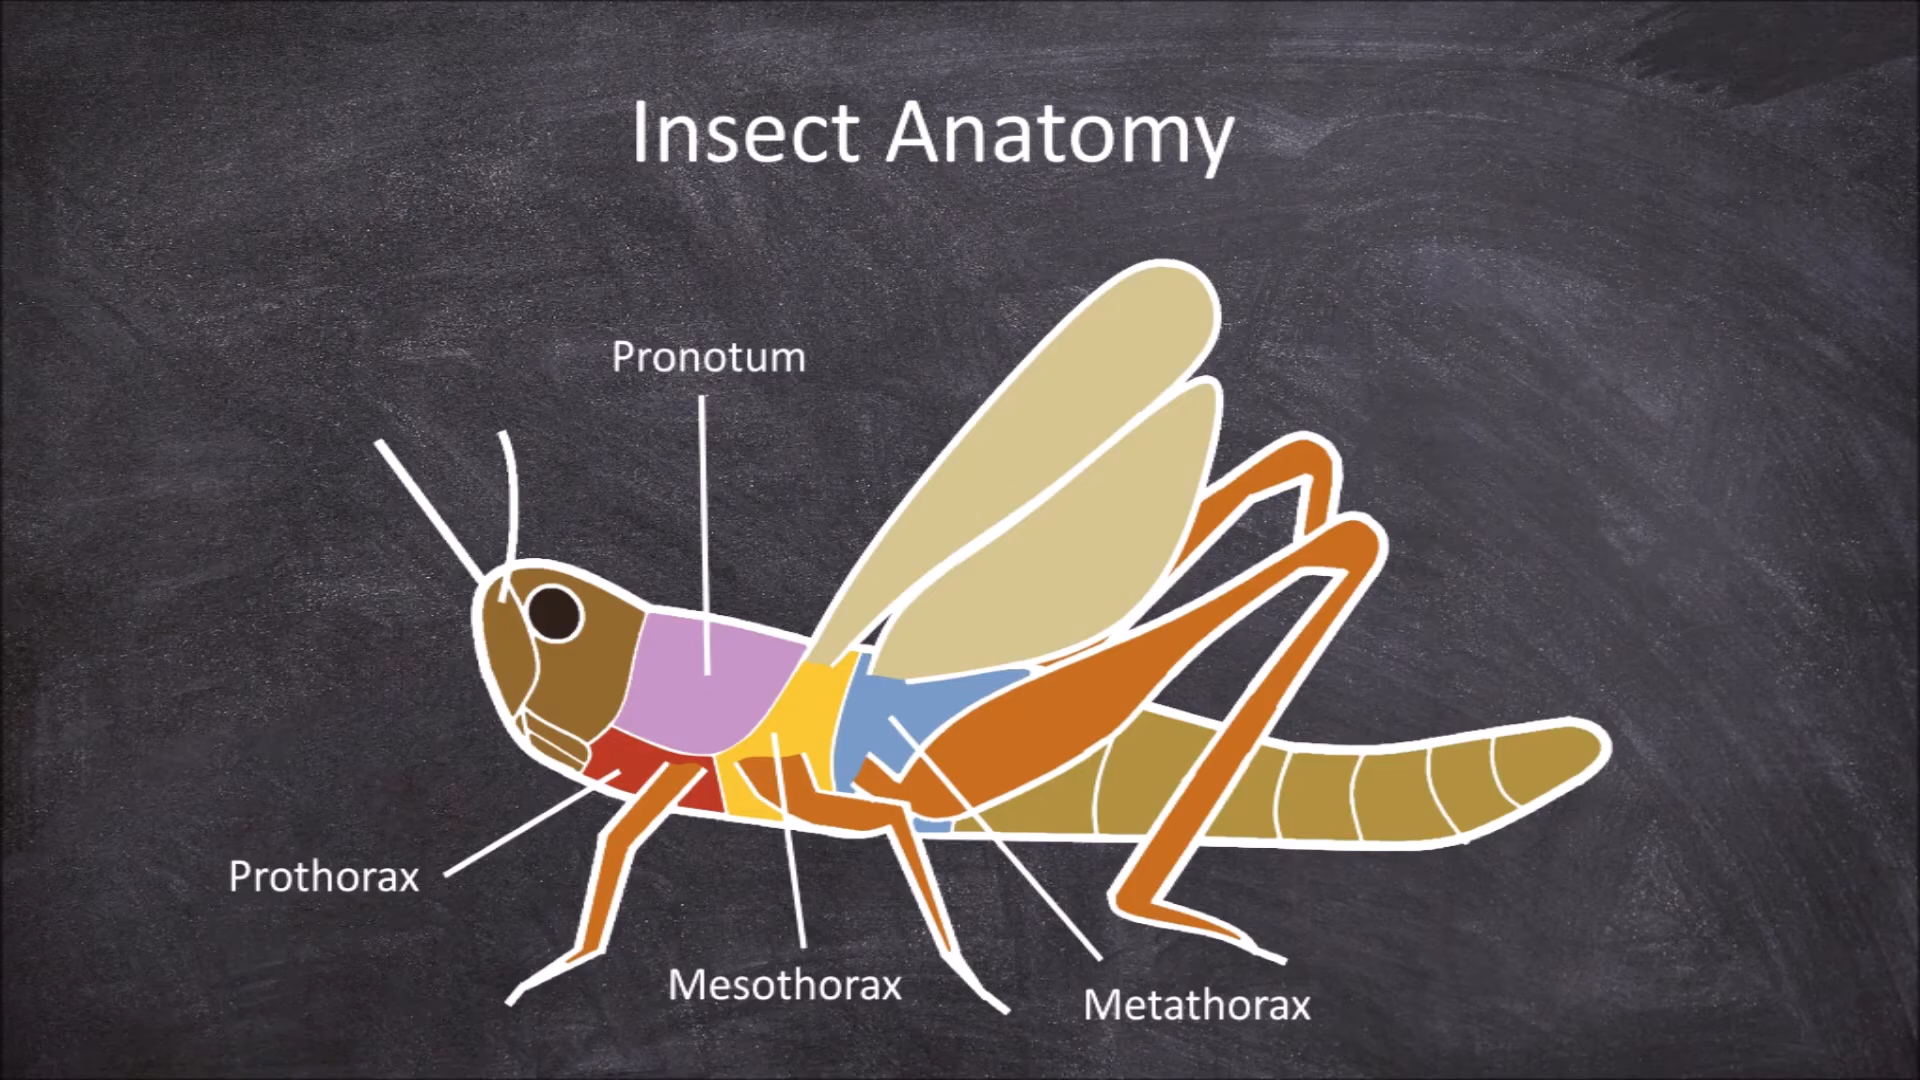 Insect Anatomy
Pronotum
Prothorax
Mesothorax
Metathorax